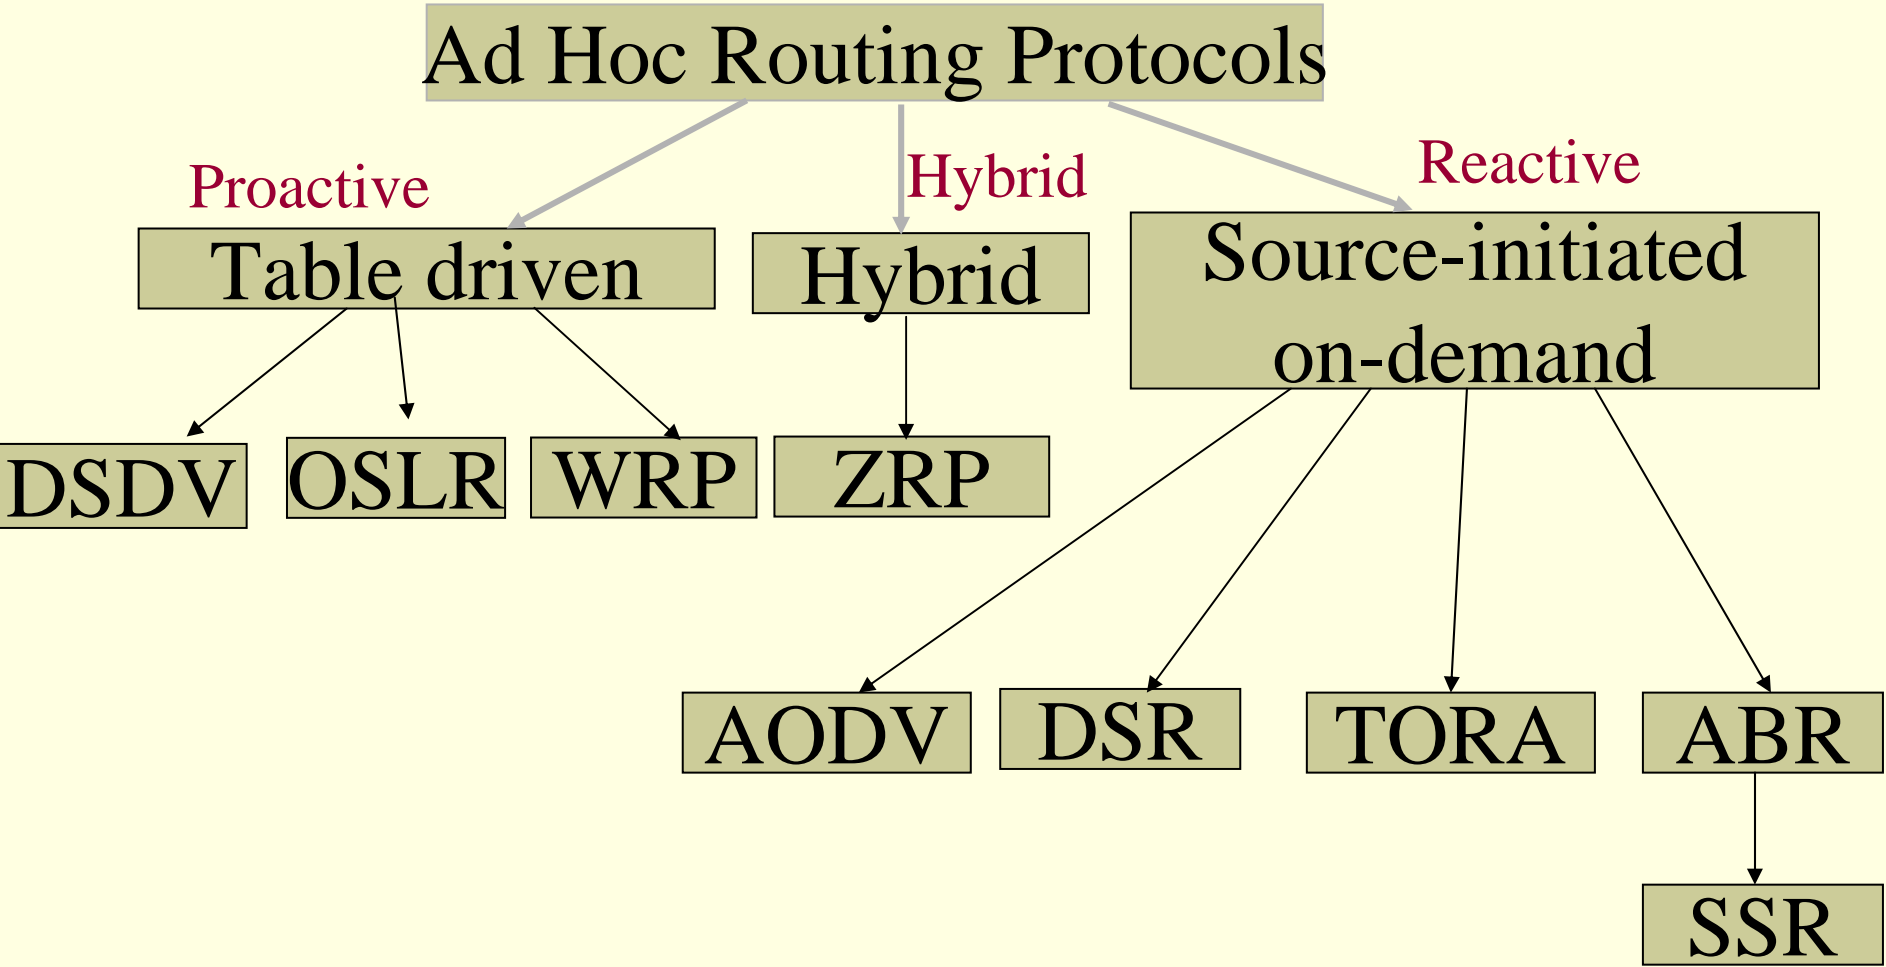 Ad Hoc Routing Protocols
Proactive
Hybrid
Reactive
Table driven
Hybrid
Source-initiated
on-demand
DSDV
OSLR
WRP
ZRP
AODV
DSR
TORA
ABR
SSR